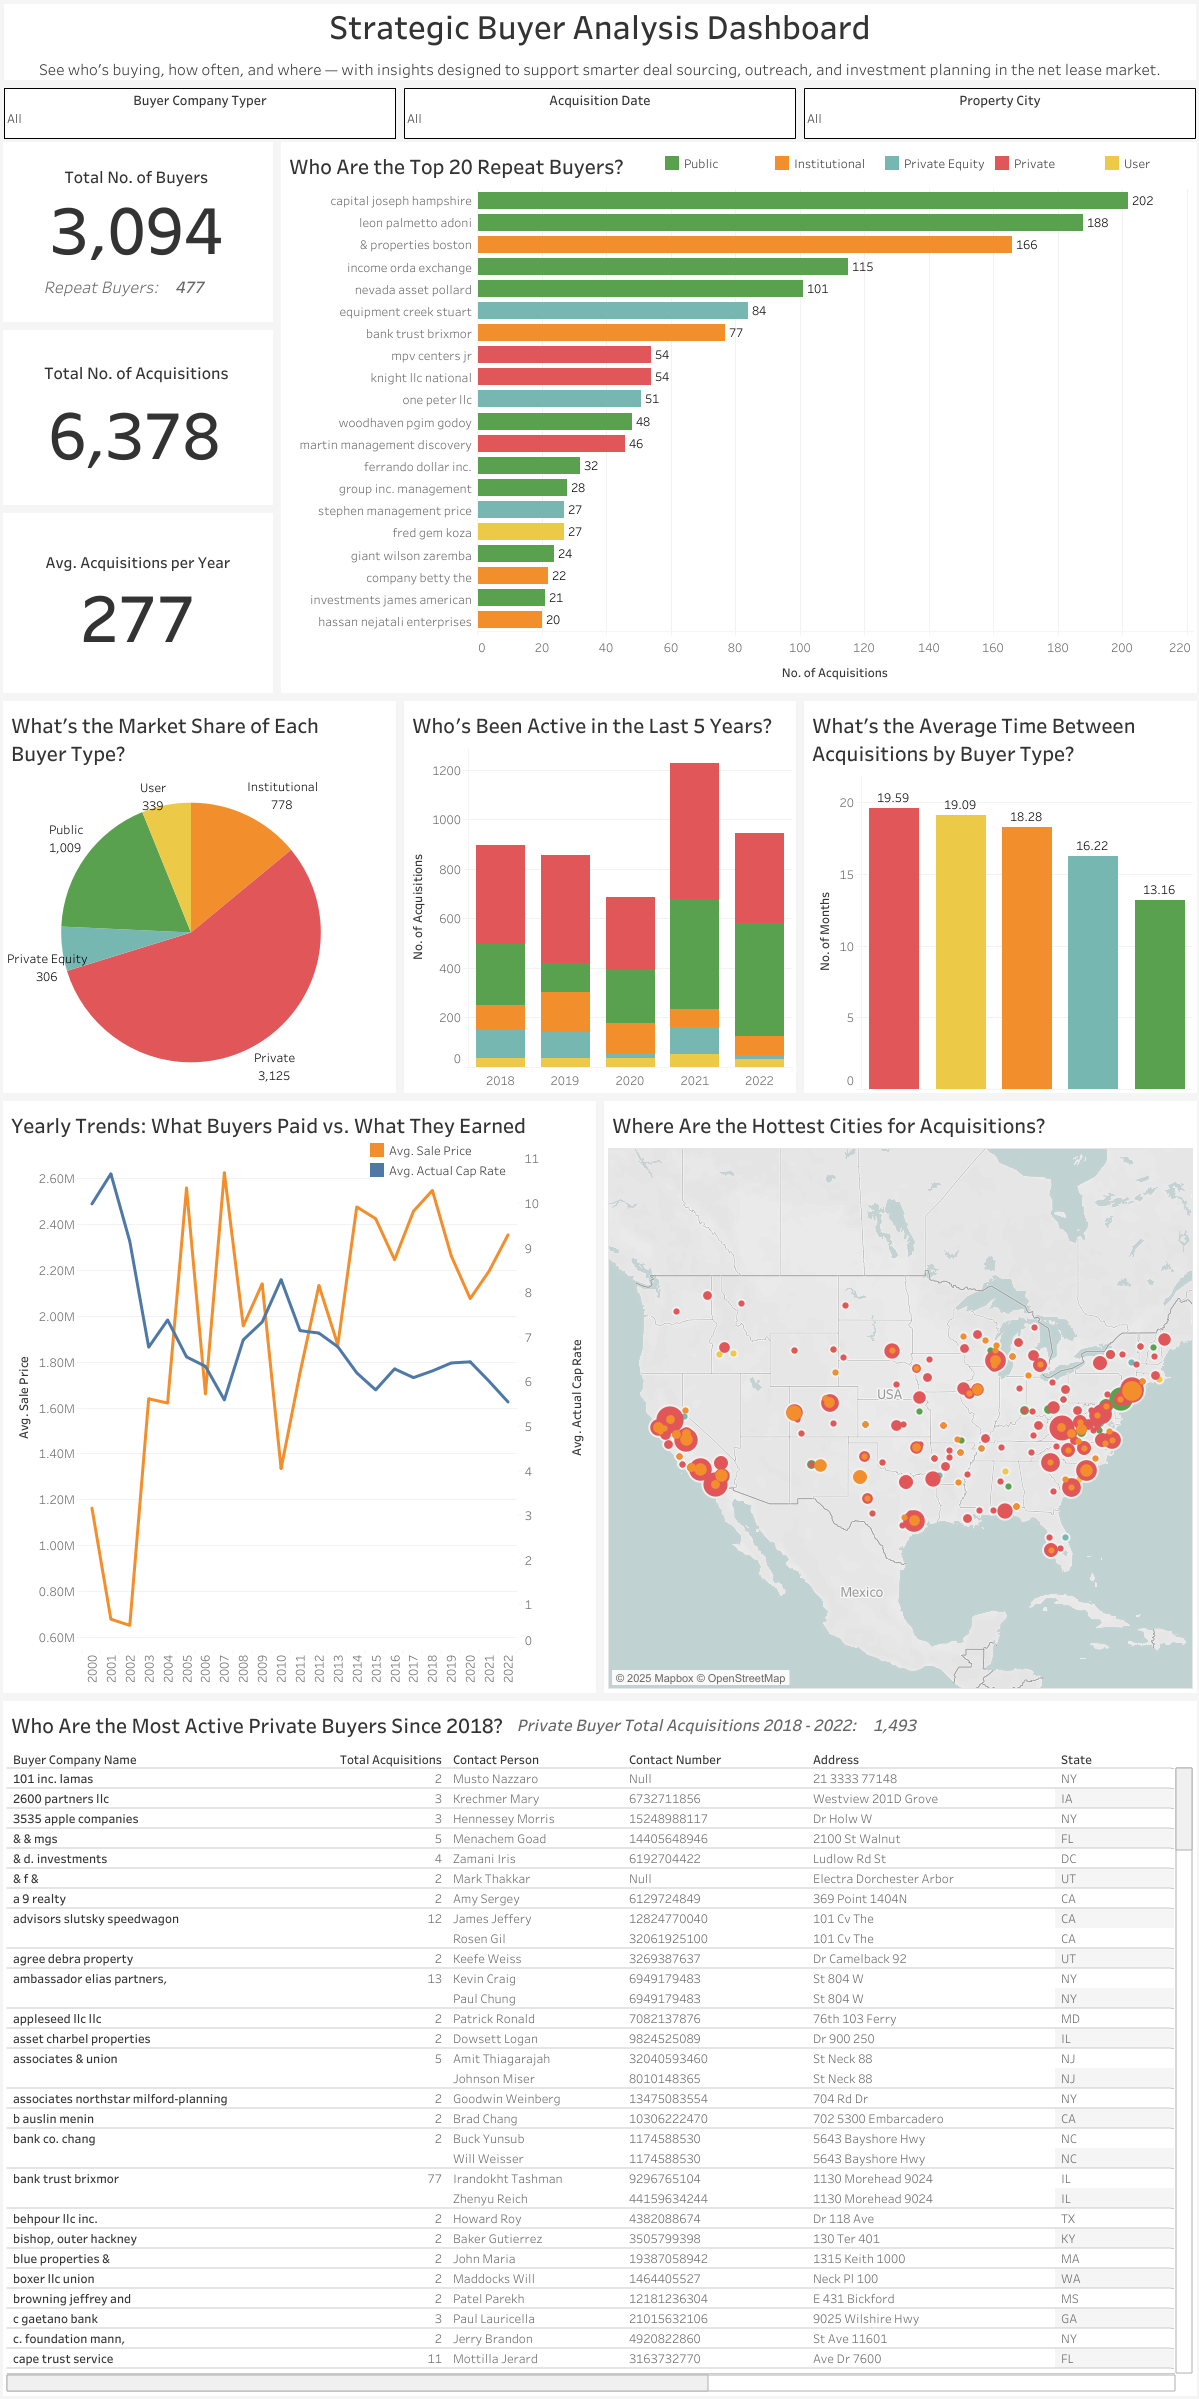 Strategic Buyer Analysis Dashboard
See who's buying, how often, and where — with insights designed to support smarter deal sourcing, outreach, and investment planning in the net lease market.
Buyer Company Typer
All
Acquisition Date
All
Property City
All
Total No. of Buyers
3,094
Repeat Buyers: 477
Total No. of Acquisitions
6,378
Avg. Acquisitions per Year
277
Who Are the Top 20 Repeat Buyers?
Public
Institutional
Private Equity
Private
User
capital joseph hampshire 202
leon palmetto adoni 188
& properties boston 166
income orda exchange 115
nevada asset pollard 101
equipment creek stuart 84
bank trust brixmor 77
mpv centers jr 54
knight llc national 54
one peter llc 51
woodhaven pgim godoy 48
martin management discovery 46
ferrando dollar inc. 32
group inc. management 28
stephen management price 27
fred gem koza 27
giant wilson zaremba 24
company betty the 22
investments james american 21
hassan nejatali enterprises 20
0 20 40 60 80 100 120 140 160 180 200 220
No. of Acquisitions
What's the Market Share of Each
Buyer Type?
User
339
Institutional
778
Public
1,009
Private Equity
306
Private
3,125
Who's Been Active in the Last 5 Years?
No. of Acquisitions
1200
1000
800
600
400
200
0
2018 2019 2020 2021 2022
What's the Average Time Between
Acquisitions by Buyer Type?
No. of Months
20
15
10
5
0
19.59
19.09
18.28
16.22
13.16
Yearly Trends: What Buyers Paid vs. What They Earned
Avg. Sale Price
Avg. Actual Cap Rate
Avg. Sale Price
2.60M
2.40M
2.20M
2.00M
1.80M
1.60M
1.40M
1.20M
1.00M
0.80M
0.60M
11
10
9
8
7
6
5
4
3
2
1
0
Avg. Actual Cap Rate
2000 2001 2002 2003 2004 2005 2006 2007 2008 2009 2010 2011 2012 2013 2014 2015 2016 2017 2018 2019 2020 2021 2022
Where Are the Hottest Cities for Acquisitions?
USA
Mexico
© 2025 Mapbox © OpenStreetMap
Who Are the Most Active Private Buyers Since 2018? Private Buyer Total Acquisitions 2018 - 2022: 1,493
Buyer Company Name Total Acquisitions Contact Person Contact Number Address State
101 inc. lamas 2 Musto Nazzaro Null 21 3333 77148 NY
2600 partners llc 3 Krechmer Mary 6732711856 Westview 201D Grove IA
3535 apple companies 3 Hennessey Morris 15248988117 Dr Holw W NY
& & mgs 5 Menachem Goad 14405648946 2100 St Walnut FL
& d. investments 4 Zamani Iris 6192704422 Ludlow Rd St DC
& f & 2 Mark Thakkar Null Electra Dorchester Arbor UT
a 9 realty 2 Amy Sergey 6129724849 369 Point 1404N CA
advisors slutsky speedwagon 12 James Jeffery 12824770040 101 Cv The CA
Rosen Gil 32061925100 101 Cv The CA
agree debra property 2 Keefe Weiss 3269387637 Dr Camelback 92 UT
ambassador elias partners, 13 Kevin Craig 6949179483 St 804 W NY
Paul Chung 6949179483 St 804 W NY
appleseed llc llc 2 Patrick Ronald 7082137876 76th 103 Ferry MD
asset charbel properties 2 Dowsett Logan 9824525089 Dr 900 250 IL
associates & union 5 Amit Thiagarajah 32040593460 St Neck 88 NJ
Johnson Miser 8010148365 St Neck 88 NJ
associates northstar milford-planning 2 Goodwin Weinberg 13475083554 704 Rd Dr NY
b auslin menin 2 Brad Chang 10306222470 702 5300 Embarcadero CA
bank co. chang 2 Buck Yunsub 1174588530 5643 Bayshore Hwy NC
Will Weisser 1174588530 5643 Bayshore Hwy NC
bank trust brixmor 77 Irandokht Tashman 9296765104 1130 Morehead 9024 IL
Zhenyu Reich 44159634244 1130 Morehead 9024 IL
behpour llc inc. 2 Howard Roy 4382088674 Dr 118 Ave TX
bishop, outer hackney 2 Baker Gutierrez 3505799398 130 Ter 401 KY
blue properties & 2 John Maria 19387058942 1315 Keith 1000 MA
boxer llc union 2 Maddocks Will 1464405527 Neck Pl 100 WA
browning jeffrey and 2 Patel Parekh 12181236304 E 431 Bickford MS
c gaetano bank 3 Paul Lauricella 21015632106 9025 Wilshire Hwy GA
c. foundation mann, 2 Jerry Brandon 4920822860 St Ave 11601 NY
cape trust service 11 Mottilla Jerard 3163732770 Ave Dr 7600 FL